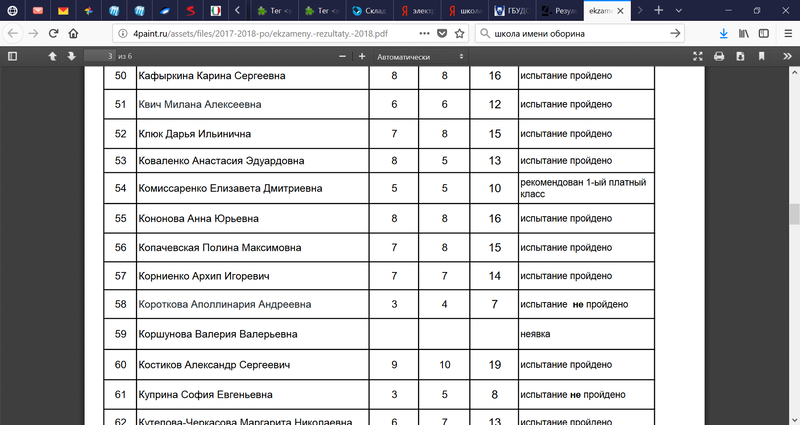 Тег <
Тег <
Склад
электр
школ
ГБУДО
Резул
ekzame
4paint.ru/assets/files/2017-2018-po/ekzameny.-rezultaty.-2018.pdf
школа имени оборина
3 из 6
Автоматически
50 Кафыркина Карина Сергеевна 8 8 16 испытание пройдено
51 Квич Милана Алексеевна 6 6 12 испытание пройдено
52 Клюк Дарья Ильинична 7 8 15 испытание пройдено
53 Коваленко Анастасия Эдуардовна 8 5 13 испытание пройдено
54 Комиссаренко Елизавета Дмитриевна 5 5 10 рекомендован 1-ый платный
класс
55 Кононова Анна Юрьевна 8 8 16 испытание пройдено
56 Копачевская Полина Максимовна 7 8 15 испытание пройдено
57 Корниенко Архип Игоревич 7 7 14 испытание пройдено
58 Короткова Аполлинария Андреевна 3 4 7 испытание не пройдено
59 Коршунова Валерия Валерьевна неявка
60 Костиков Александр Сергеевич 9 10 19 испытание пройдено
61 Куприна София Евгеньевна 3 5 8 испытание не пройдено
62 Кутепова-Черкасова Маргарита Николаевна 6 7 13 испытание пройдено